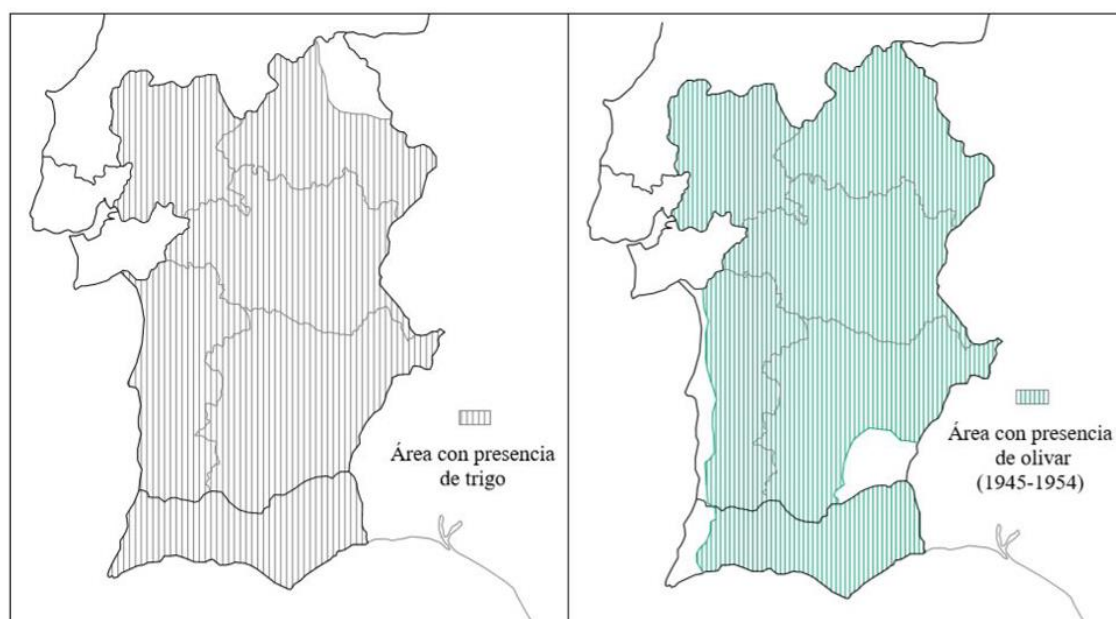 Área con presencia
de trigo
Área con presencia
de olivar
(1945-1954)